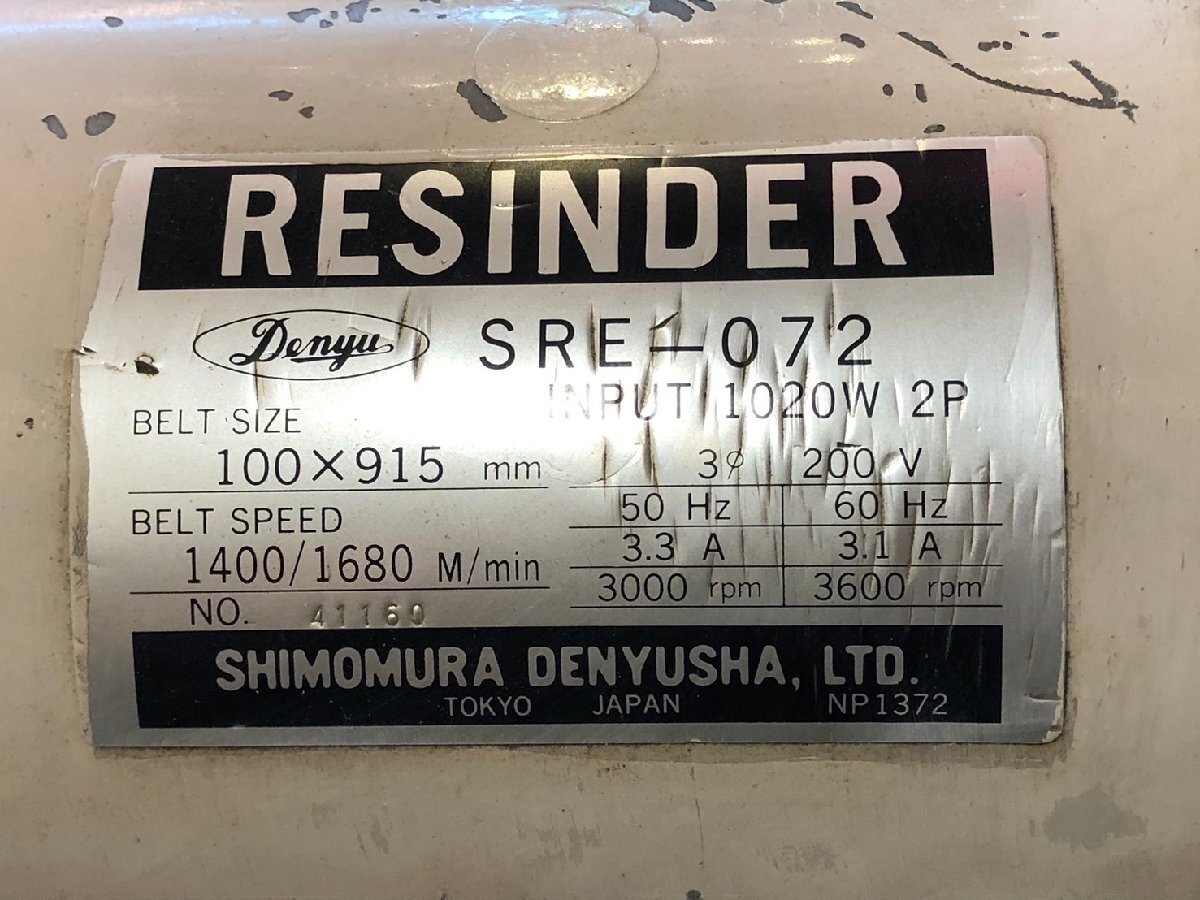 RESINDER
Denyu SRE-072
INPUT 1020W 2P
BELT SIZE
100×915 mm
3φ 200 V
BELT SPEED
50 Hz 60 Hz
1400/1680 M/min
3.3 A 3.1 A
3000 rpm 3600 rpm
NO. 41160
SHIMOMURA DENYUSHA, LTD.
TOKYO JAPAN NP1372